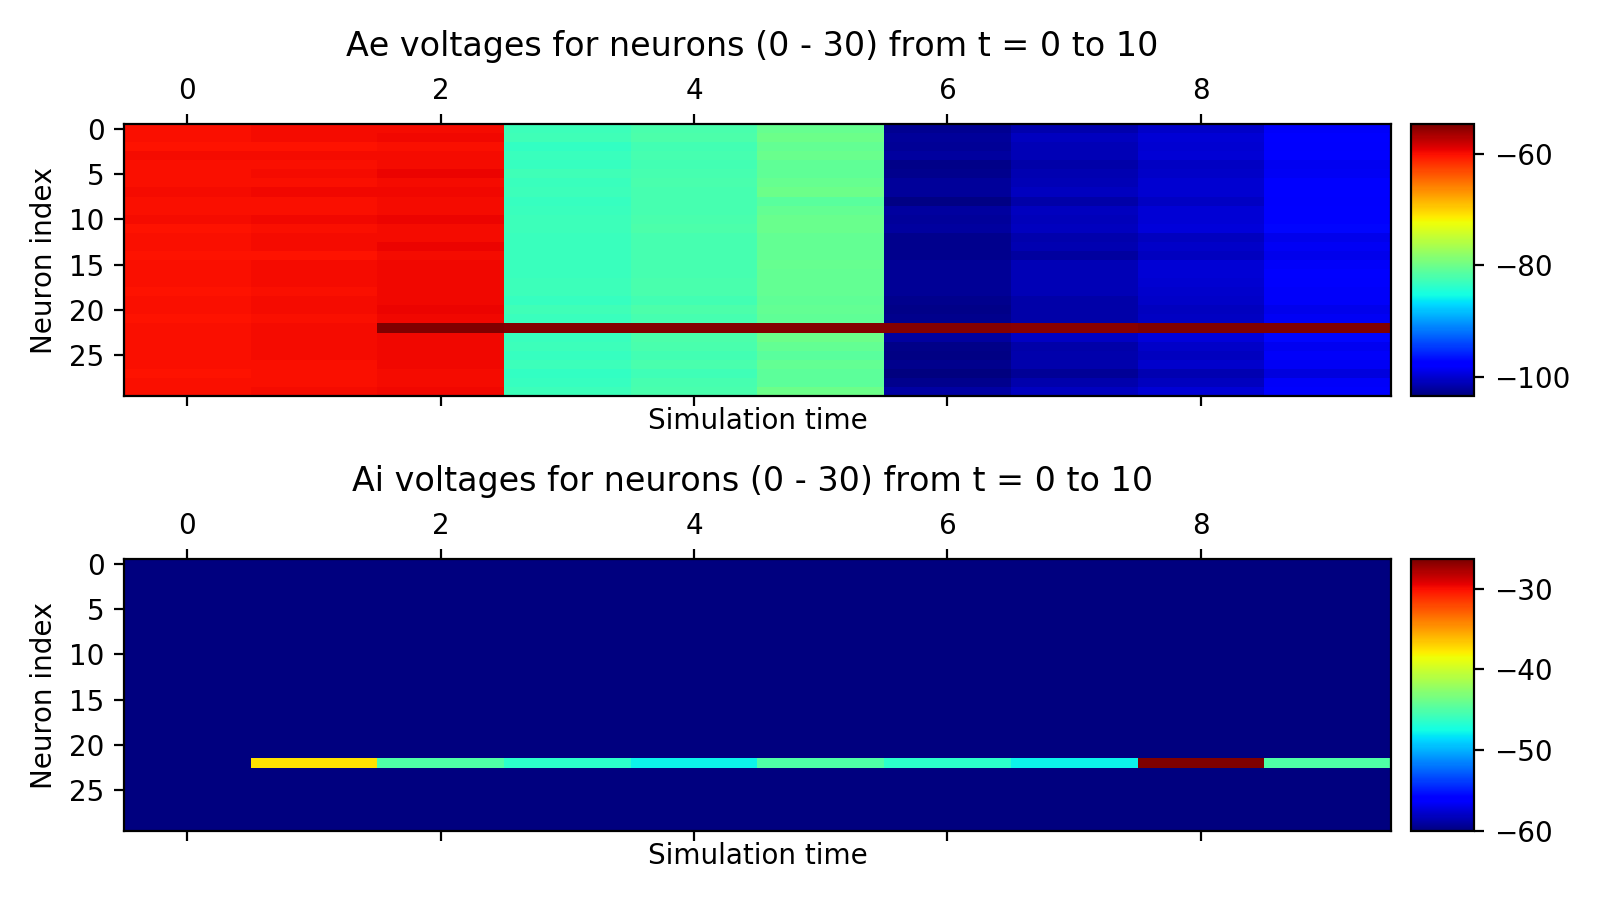 Ae voltages for neurons (0 - 30) from t = 0 to 10
0 2 4 6 8
0
5
10
15
20
25
Neuron index
Simulation time
−60
−80
−100
Ai voltages for neurons (0 - 30) from t = 0 to 10
0 2 4 6 8
0
5
10
15
20
25
Neuron index
Simulation time
−30
−40
−50
−60